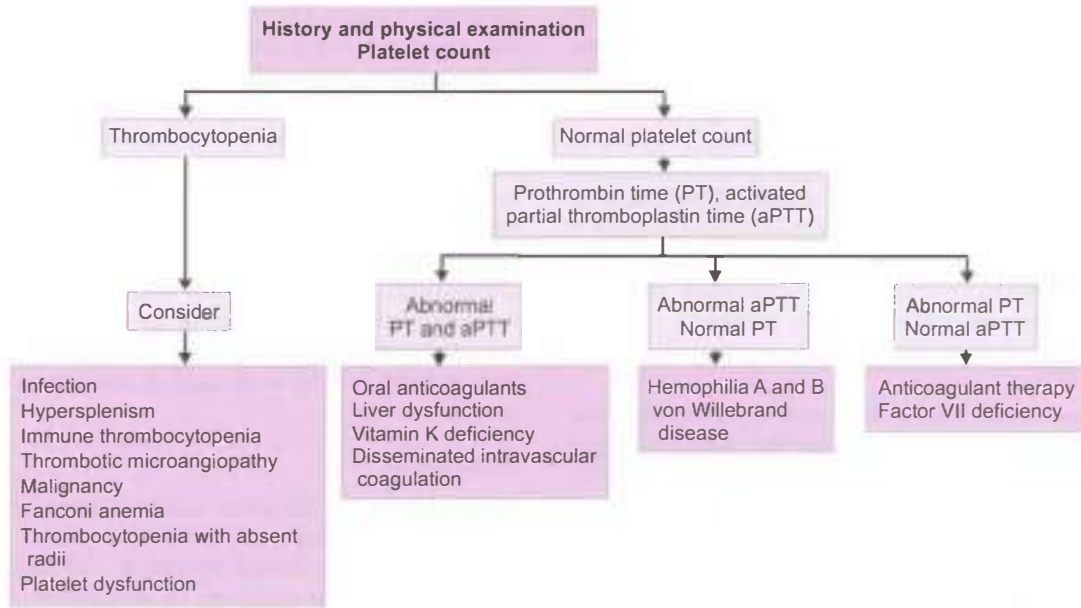 History and physical examination
Platelet count
Thrombocytopenia
Normal platelet count
Prothrombin time (PT), activated
partial thromboplastin time (aPTT)
Consider
Abnormal
PT and aPTT
Abnormal aPTT
Normal PT
Abnormal PT
Normal aPTT
Infection
Hypersplenism
Immune thrombocytopenia
Thrombotic microangiopathy
Malignancy
Fanconi anemia
Thrombocytopenia with absent
radii
Platelet dysfunction
Oral anticoagulants
Liver dysfunction
Vitamin K deficiency
Disseminated intravascular
coagulation
Hemophilia A and B
von Willebrand
disease
Anticoagulant therapy
Factor VII deficiency